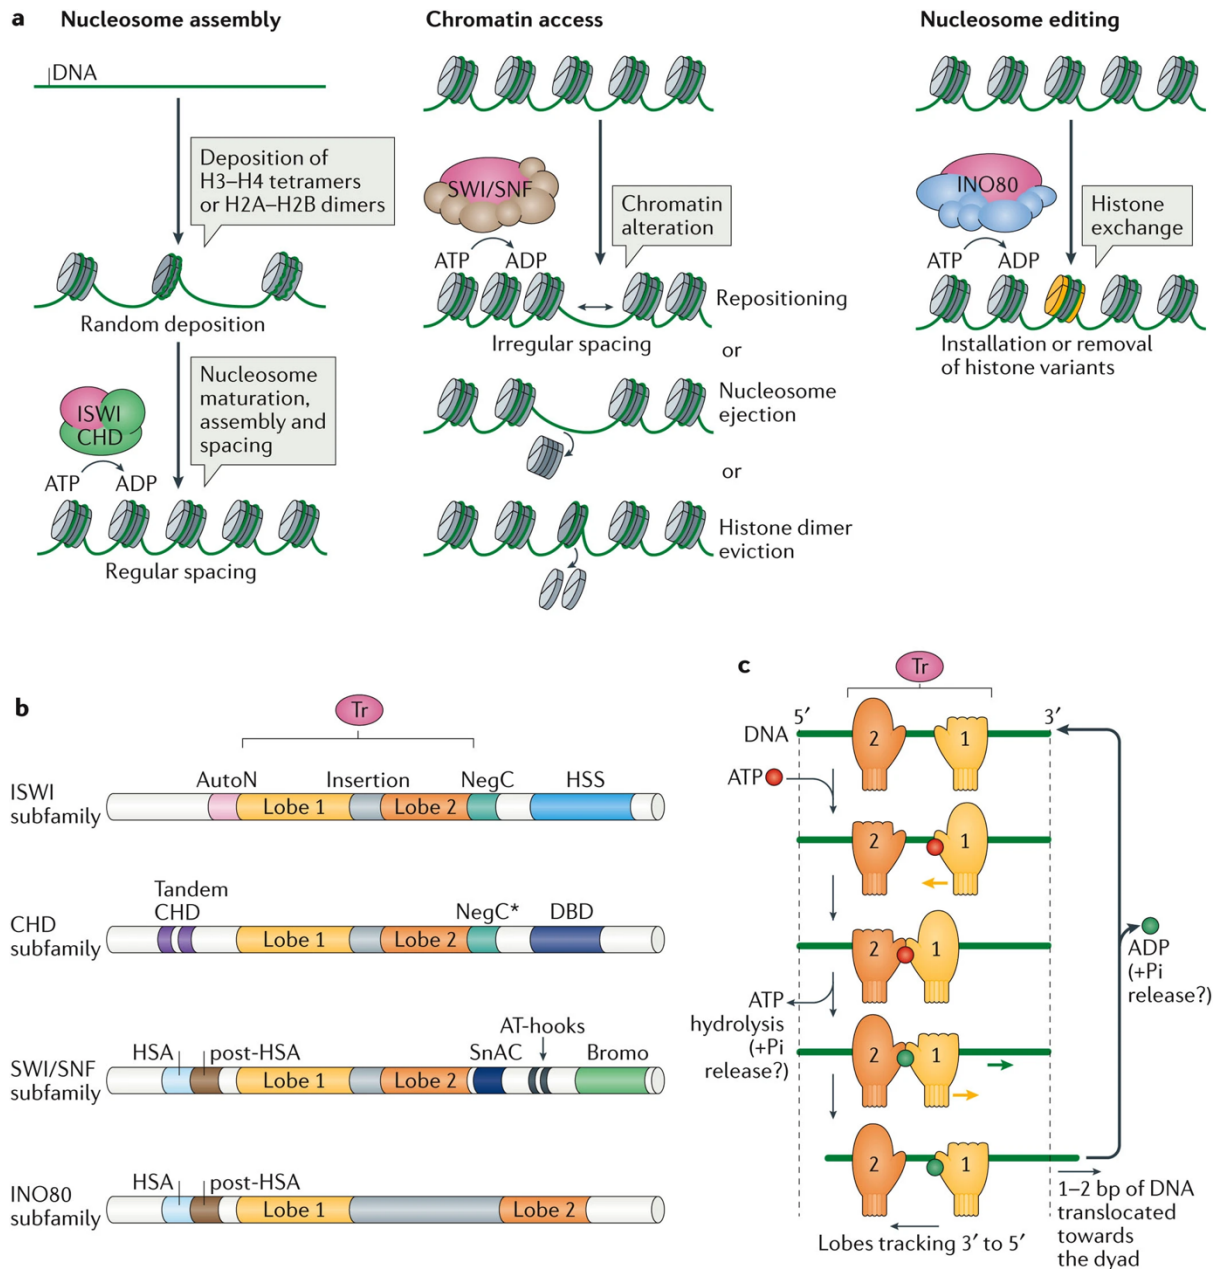 a
Nucleosome assembly
DNA
Deposition of
H3–H4 tetramers
or H2A–H2B dimers
Random deposition
Nucleosome
maturation,
assembly and
spacing
ISWI
CHD
ATP
ADP
Regular spacing
Chromatin access
SWI/SNF
ATP
ADP
Chromatin
alteration
Repositioning
Irregular spacing
or
Nucleosome
ejection
or
Histone dimer
eviction
Nucleosome editing
INO80
ATP
ADP
Histone
exchange
Installation or removal
of histone variants
b
Tr
ISWI
subfamily
AutoN
Lobe 1
Insertion
Lobe 2
NegC
HSS
CHD
subfamily
Tandem
CHD
Lobe 1
Lobe 2
NegC*
DBD
SWI/SNF
subfamily
HSA
post-HSA
Lobe 1
Lobe 2
SnAC
AT-hooks
Bromo
INO80
subfamily
HSA
post-HSA
Lobe 1
Lobe 2
c
Tr
5′
3′
DNA
2
1
ATP
2
1
2
1
ATP
hydrolysis
(+Pi
release?)
2
1
ADP
(+Pi
release?)
2
1
1–2 bp of DNA
translocated
towards
the dyad
Lobes tracking 3′ to 5′